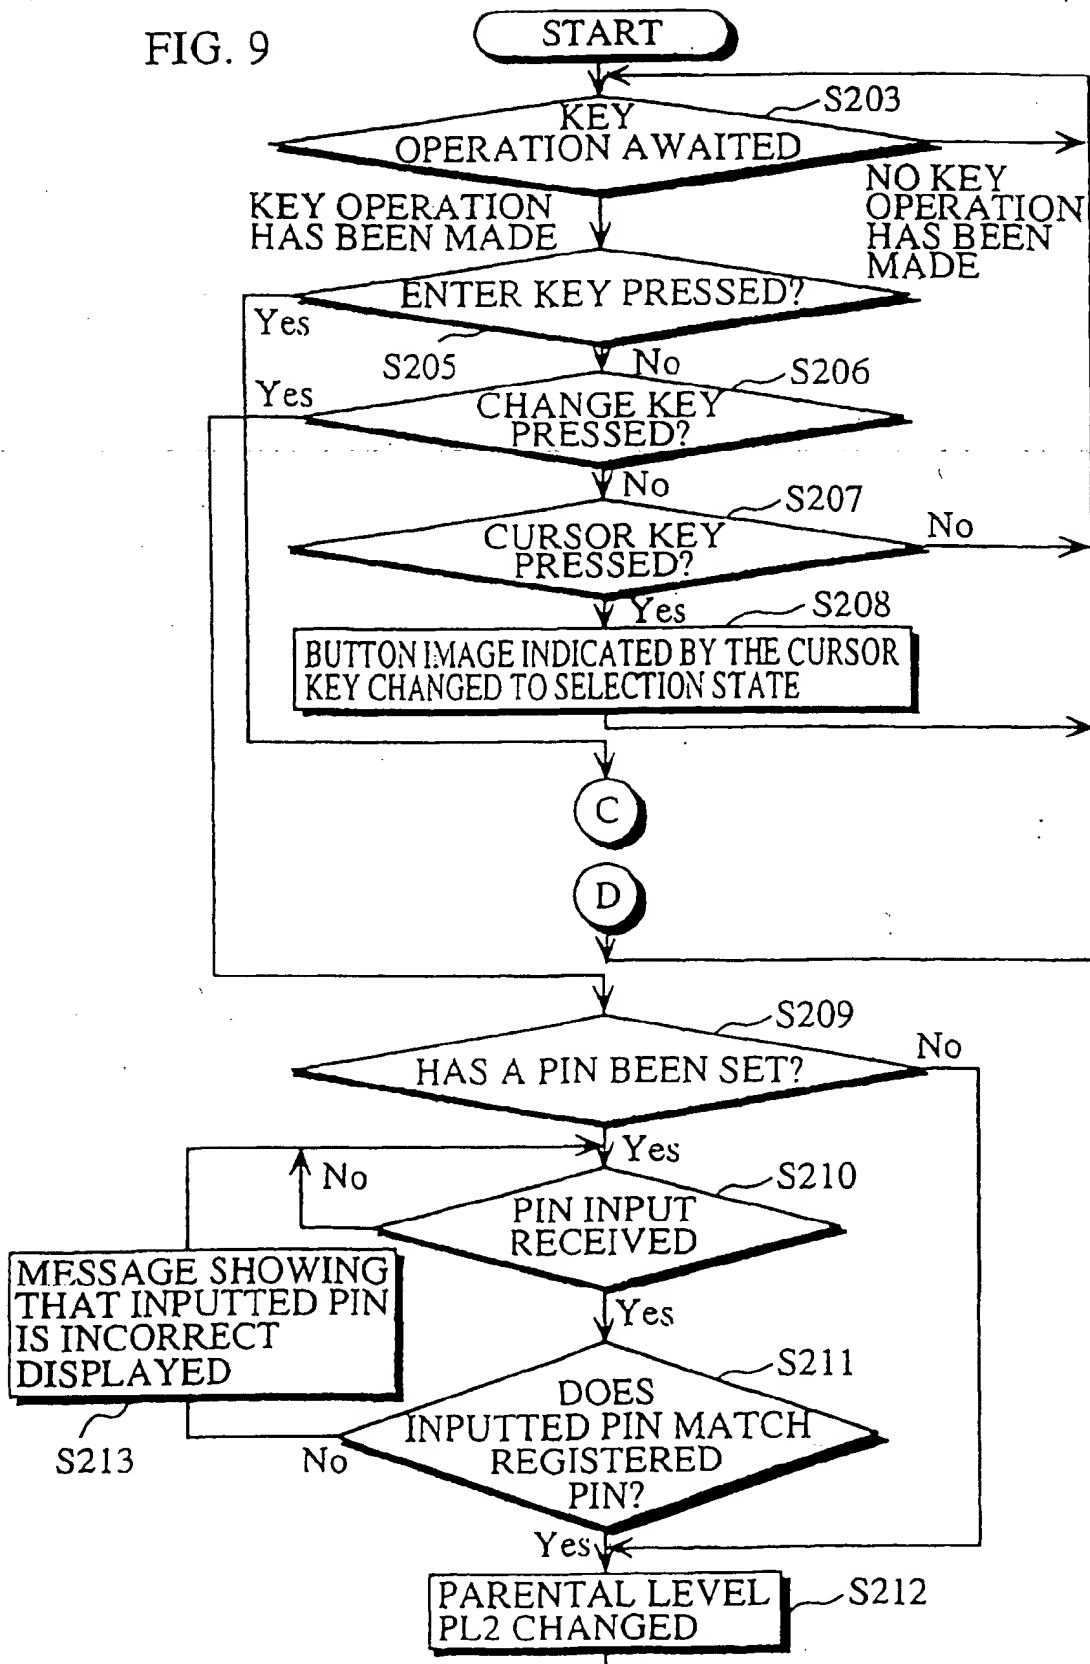 FIG. 9
START
S203
KEY
OPERATION AWAITED
KEY OPERATION
HAS BEEN MADE
NO KEY
OPERATION
HAS BEEN
MADE
ENTER KEY PRESSED?
Yes
S205
No
Yes
S206
CHANGE KEY
PRESSED?
No
S207
CURSOR KEY
PRESSED?
No
Yes
S208
BUTTON IMAGE INDICATED BY THE CURSOR
KEY CHANGED TO SELECTION STATE
C
D
S209
HAS A PIN BEEN SET?
No
Yes
No
S210
PIN INPUT
RECEIVED
MESSAGE SHOWING
THAT INPUTTED PIN
IS INCORRECT
DISPLAYED
Yes
S211
DOES
INPUTTED PIN MATCH
REGISTERED
PIN?
S213
No
Yes
PARENTAL LEVEL
PL2 CHANGED
S212